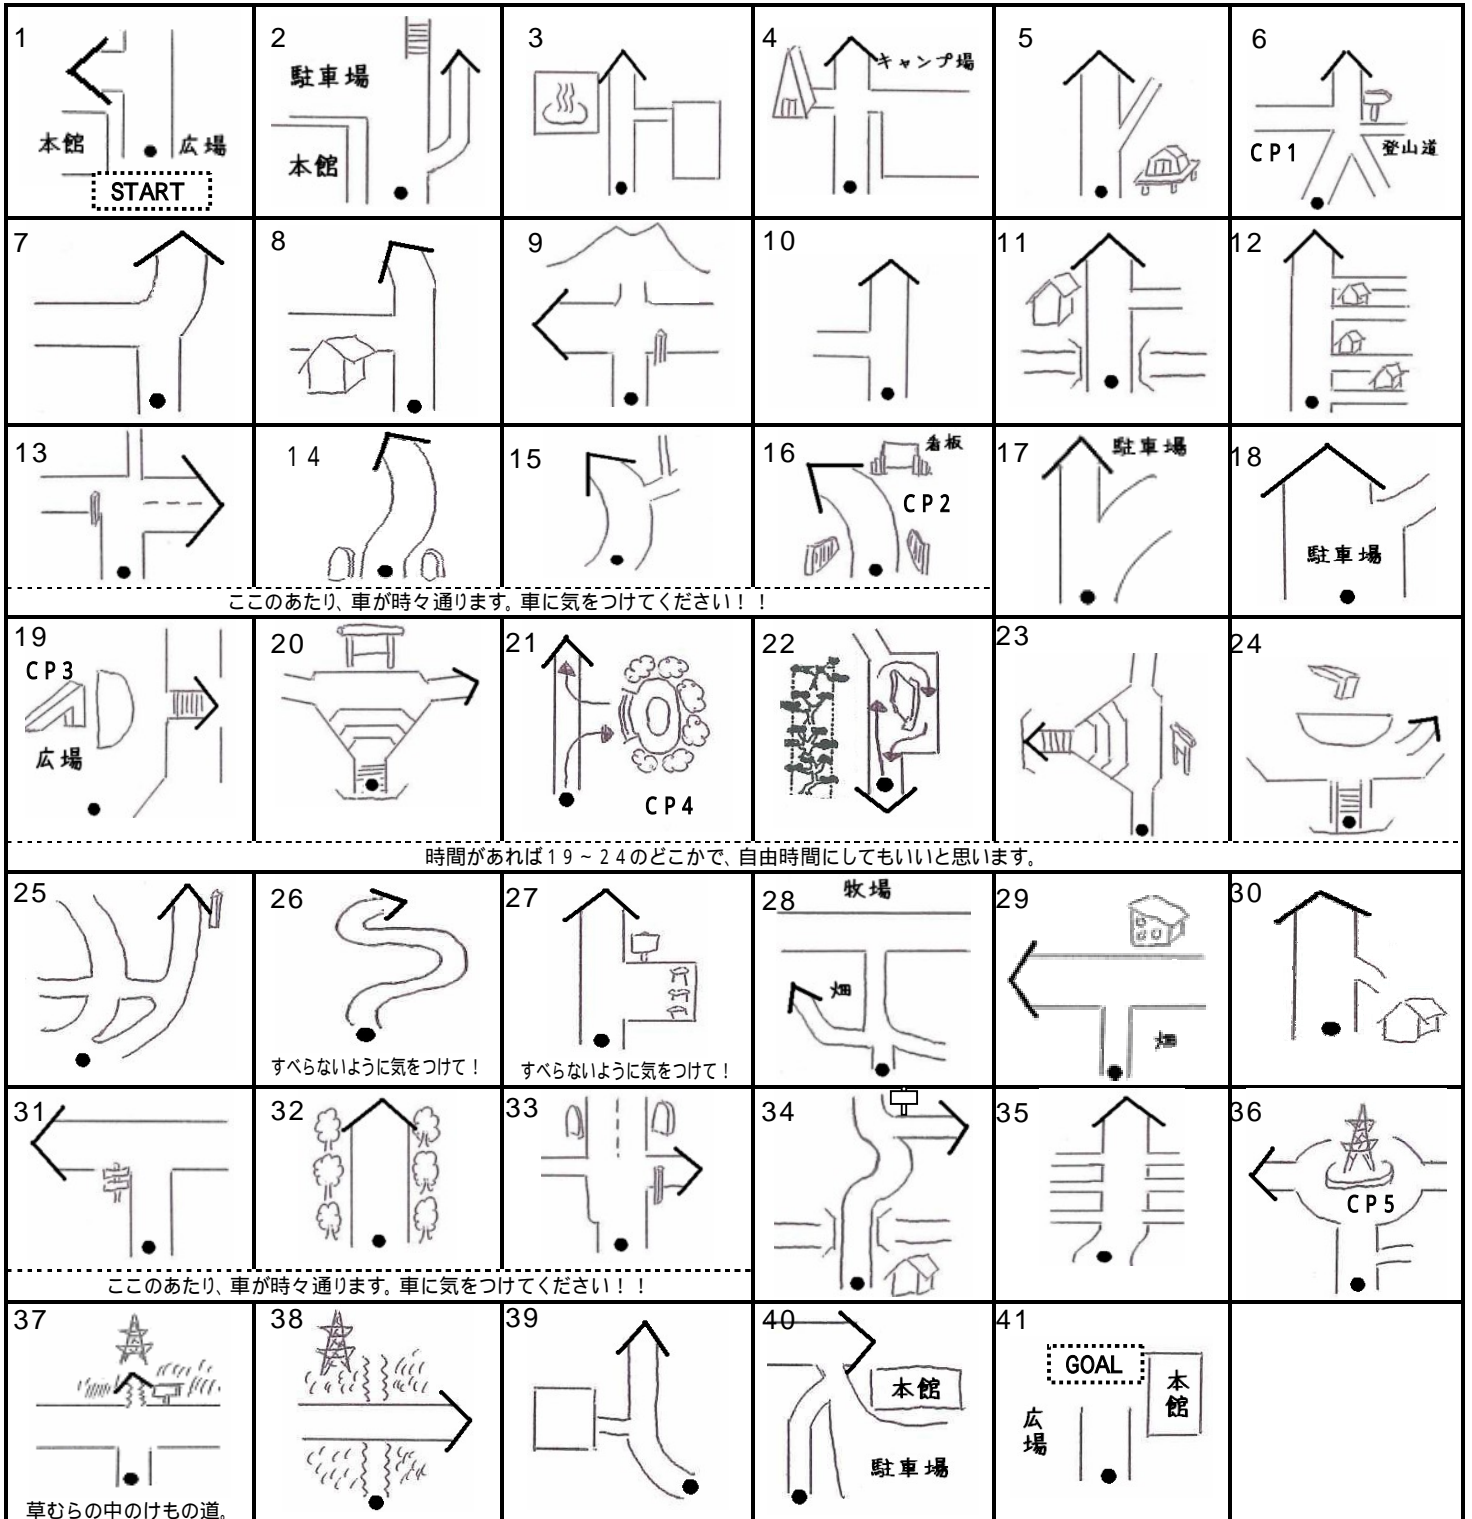 1
本館
広場
START
2
駐車場
本館
3
4
キャンプ場
5
6
CP1
登山道
7
8
9
10
11
12
13
14
15
16
看板
CP2
ここのあたり、車が時々通ります。車に気をつけてください！！
17
駐車場
18
駐車場
19
CP3
広場
20
21
CP4
22
23
24
時間があれば19~24のどこかで、自由時間にしてもいいと思います。
25
26
すべらないように気をつけて！
27
すべらないように気をつけて！
28
牧場
畑
29
畑
30
31
32
33
ここのあたり、車が時々通ります。車に気をつけてください！！
34
35
36
CP5
37
草むらの中のけもの道。
38
39
40
本館
駐車場
41
GOAL
本館
広場